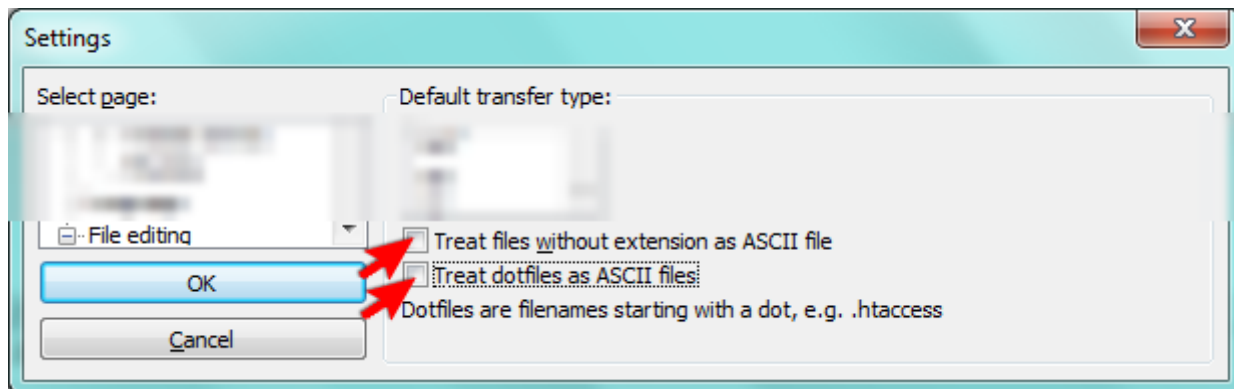 Settings
Select page:
Default transfer type:
File editing
Treat files without extension as ASCII file
OK
Treat dotfiles as ASCII files
Dotfiles are filenames starting with a dot, e.g. .htaccess
Cancel